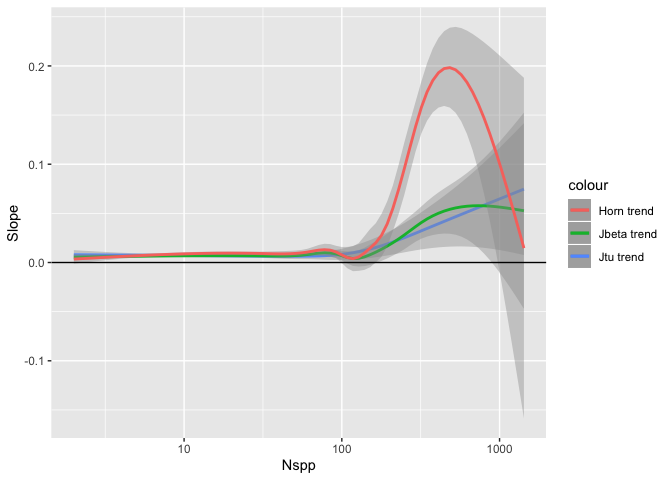 0.2
0.1
0.0
-0.1
Slope
10
100
1000
Nspp
colour
Horn trend
Jbeta trend
Jtu trend